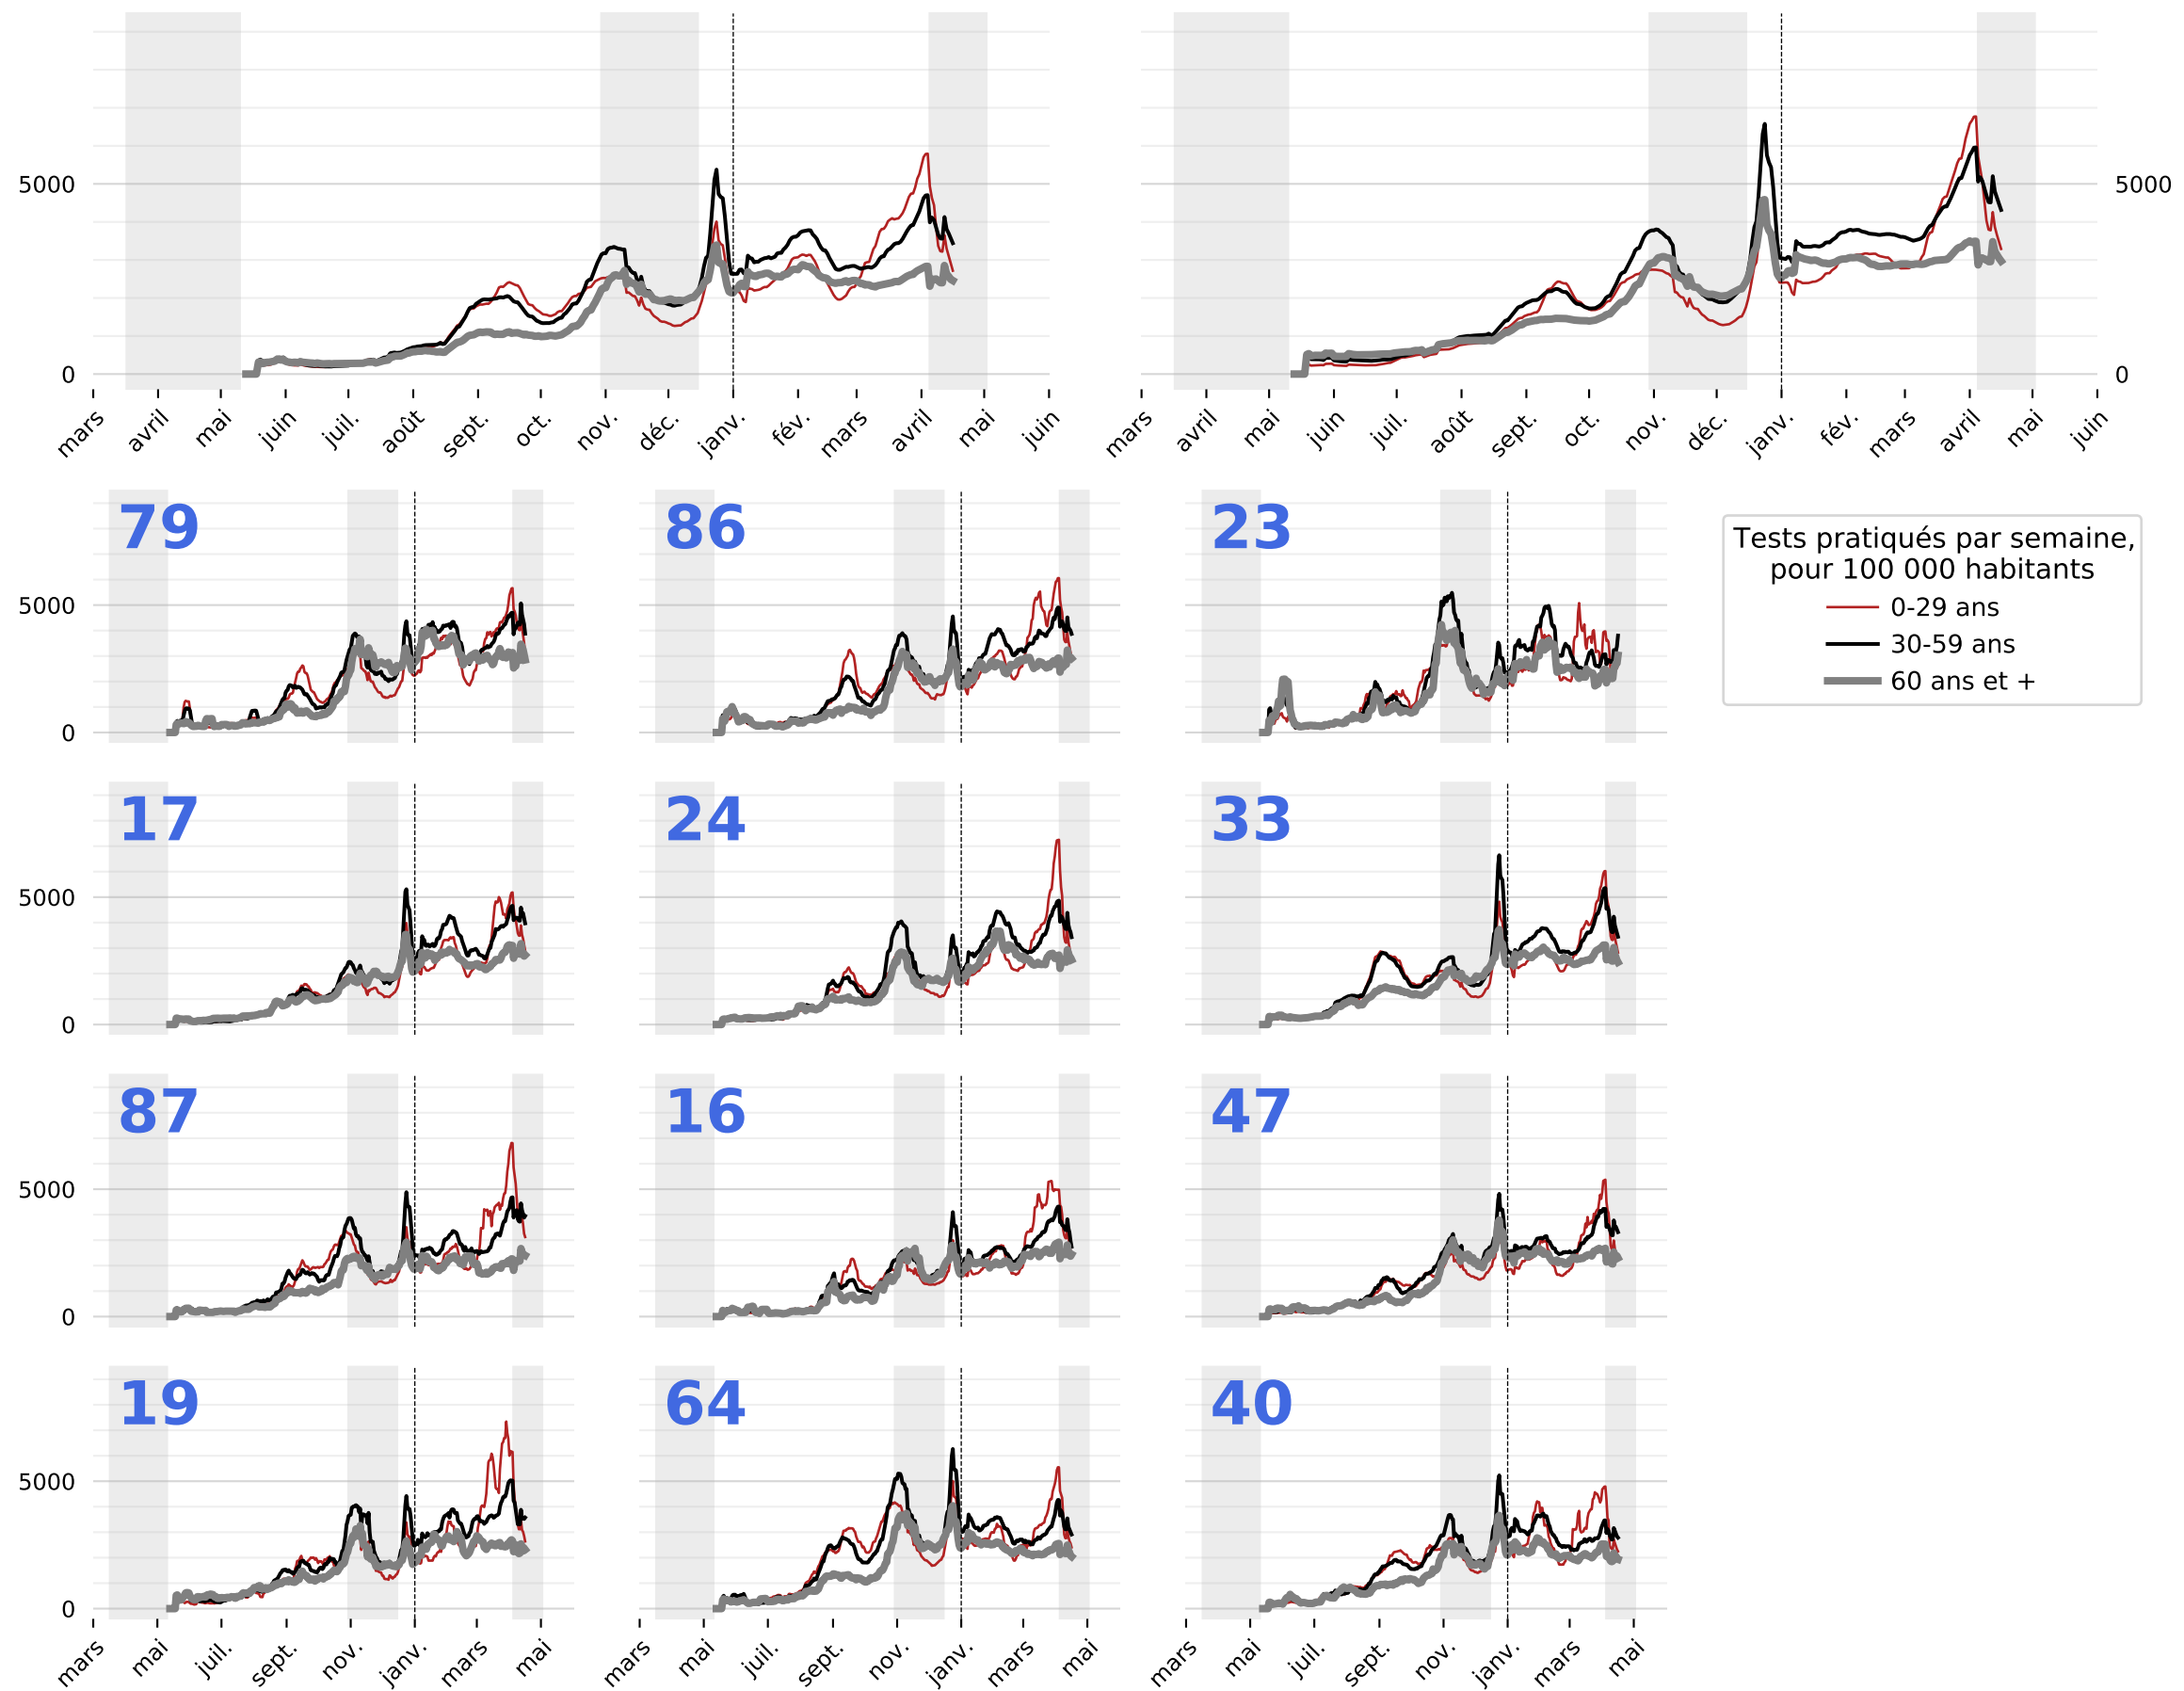 5000
0
5000
0
mars avril mai juin juil. août sept. oct. nov. déc. janv. fév. mars avril mai juin
mars avril mai juin juil. août sept. oct. nov. déc. janv. fév. mars avril mai juin
79
86
23
5000
0
Tests pratiqués par semaine,
pour 100 000 habitants
0-29 ans
30-59 ans
60 ans et +
17
24
33
5000
0
87
16
47
5000
0
19
64
40
5000
0
mars mai juil. sept. nov. janv. mars mai
mars mai juil. sept. nov. janv. mars mai
mars mai juil. sept. nov. janv. mars mai